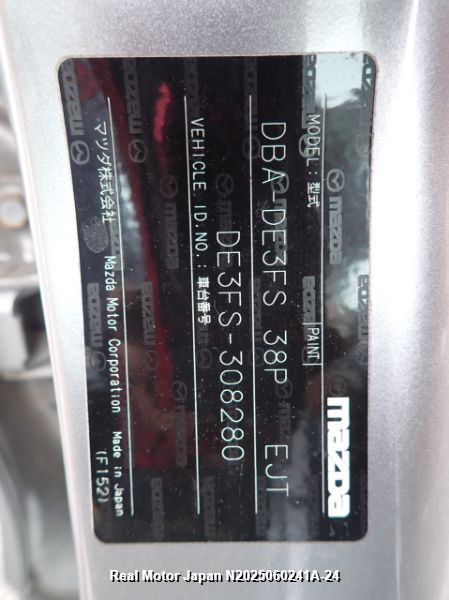 mazda
MODEL:型式 PAINT
DBA-DE3FS 38P EJT
VEHICLE ID.NO.:車台番号
DE3FS-308280
マツダ株式会社 Mazda Motor Corporation Made in Japan
(F152)
Real Motor Japan N2025060241A-24